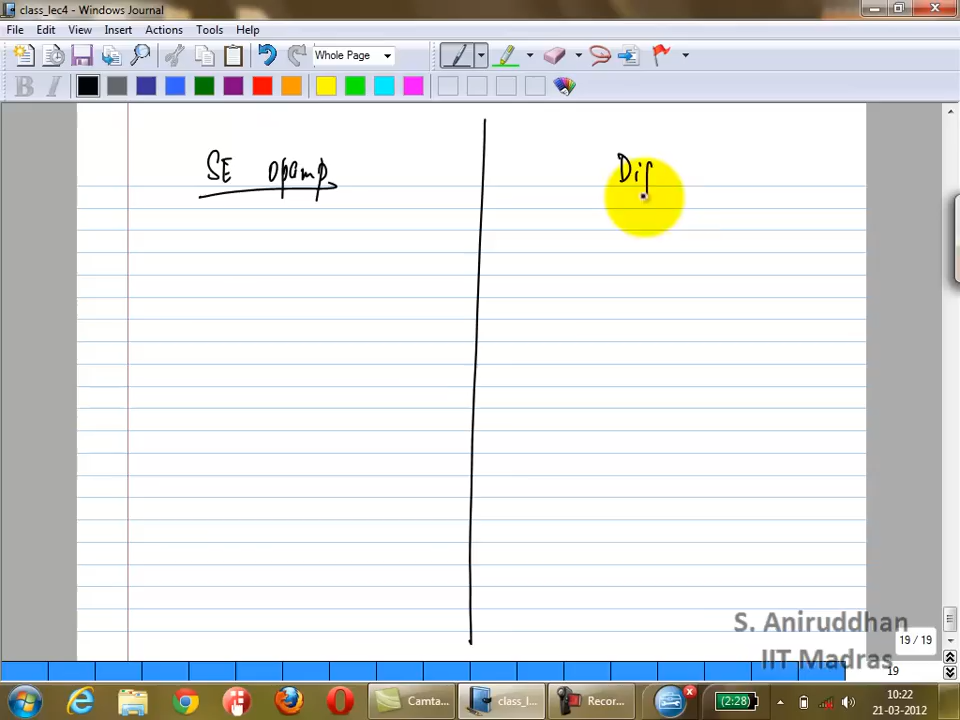 class_lec4 - Windows Journal
File Edit View Insert Actions Tools Help
Whole Page
B I
SE opamp
Dif
S. Aniruddhan
IIT Madras
19 / 19
19
Camta...
class_l...
Recor...
(2:28)
10:22
21-03-2012